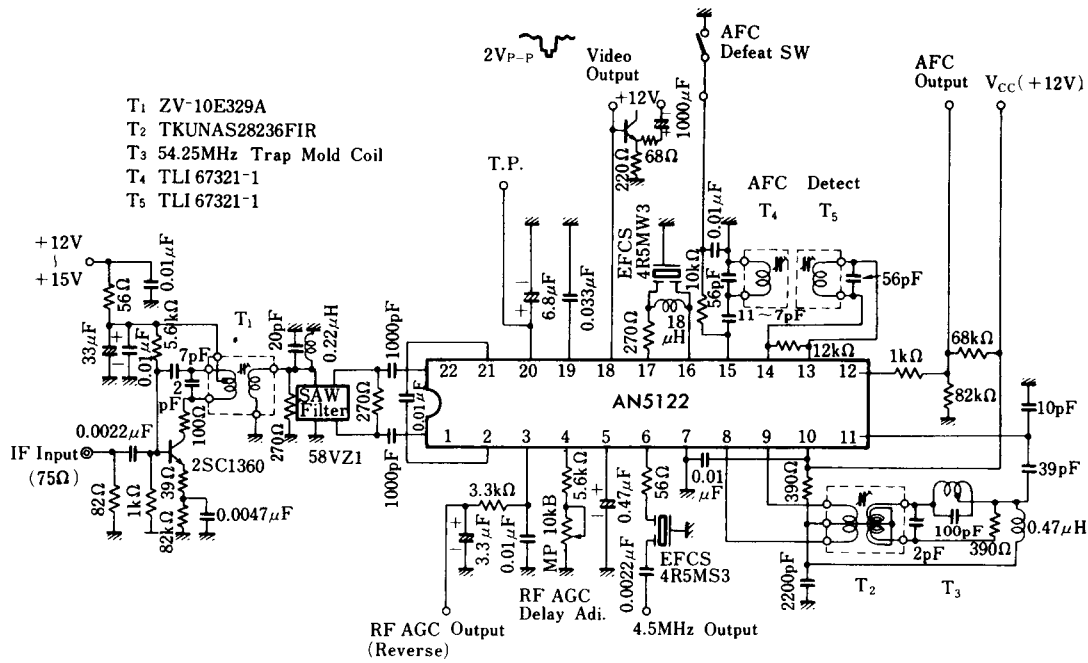 2VP-P
Video
Output
+12V
AFC
Defeat SW
AFC
Output
VCC(+12V)
T1 ZV-10E329A
T2 TKUNAS28236FIR
T3 54.25MHz Trap Mold Coil
T4 TLI 67321-1
T5 TLI 67321-1
1000μF
68Ω
220Ω
T.P.
AFC
T4
Detect
T5
0.01μF
+12V
~
+15V
0.01μF
56Ω
5.6kΩ
T1
20pF
0.22μH
6.8μF
0.033μF
EFCS
4R5MW3
10kΩ
56pF
56pF
11~7pF
33μF
0.01μF
7pF
2
pF
1000pF
270Ω
18
μH
12kΩ
68kΩ
1kΩ
82kΩ
10pF
22 21 20 19 18 17 16 15 14 13 12
SAW
Filter
270Ω
0.01μF
AN5122
11
100Ω
270Ω
58VZ1
1000pF
1 2 3 4 5 6 7 8 9 10
39pF
0.0022μF
IF Input
(75Ω)
2SC1360
82Ω
1kΩ
39Ω
82kΩ
0.0047μF
3.3kΩ
3.3μF
0.01μF
5.6kΩ
MP 10kB
0.47μF
56Ω
0.01
μF
390Ω
100pF
2pF
390Ω
0.47μH
EFCS
4R5MS3
0.0022μF
2200pF
T2
T3
RF AGC
Delay Adi.
RF AGC Output
(Reverse)
4.5MHz Output